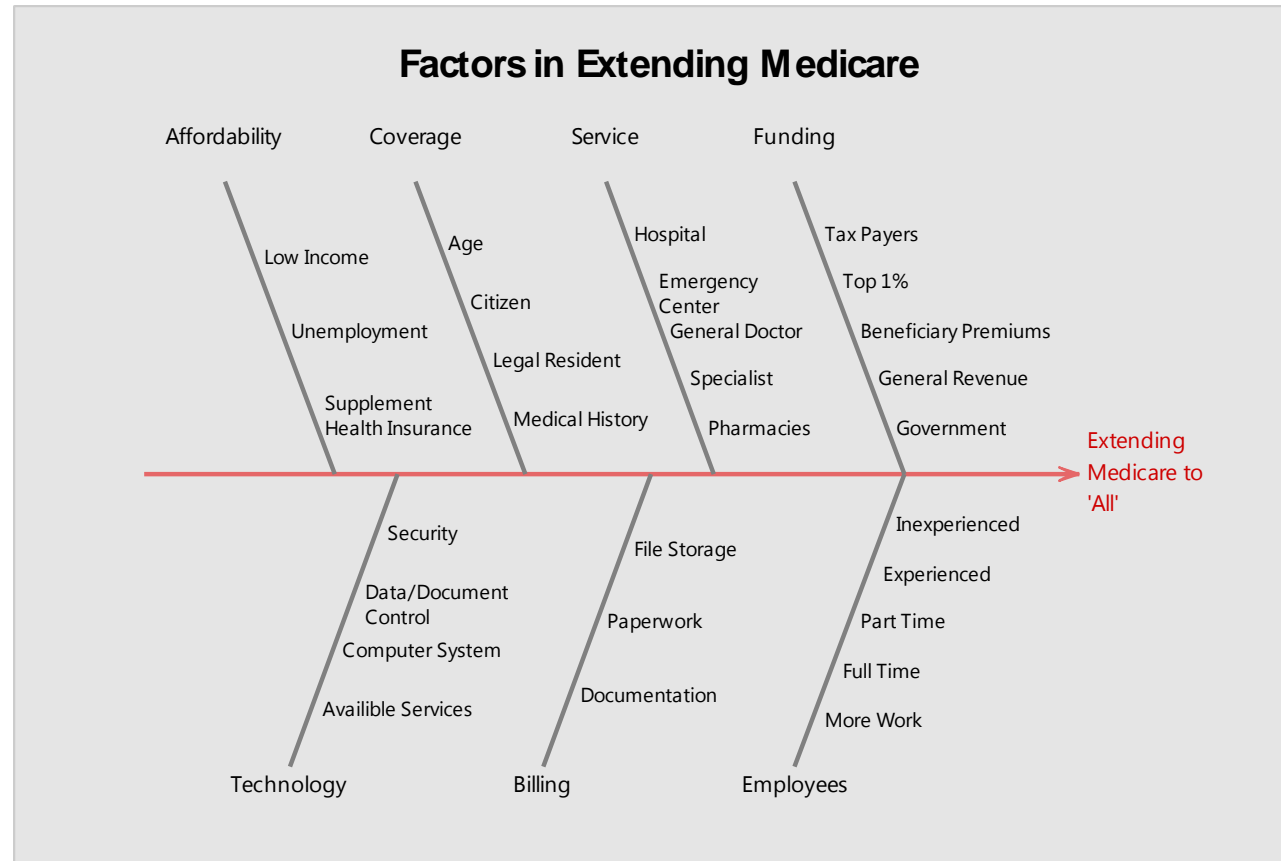 Factors in Extending Medicare
Affordability
Coverage
Service
Funding
Low Income
Unemployment
Supplement
Health Insurance
Age
Citizen
Legal Resident
Medical History
Hospital
Emergency
Center
General Doctor
Specialist
Pharmacies
Tax Payers
Top 1%
Beneficiary Premiums
General Revenue
Government
Extending
Medicare to
'All'
Security
Data/Document
Control
Computer System
Availible Services
File Storage
Paperwork
Documentation
Inexperienced
Experienced
Part Time
Full Time
More Work
Technology
Billing
Employees